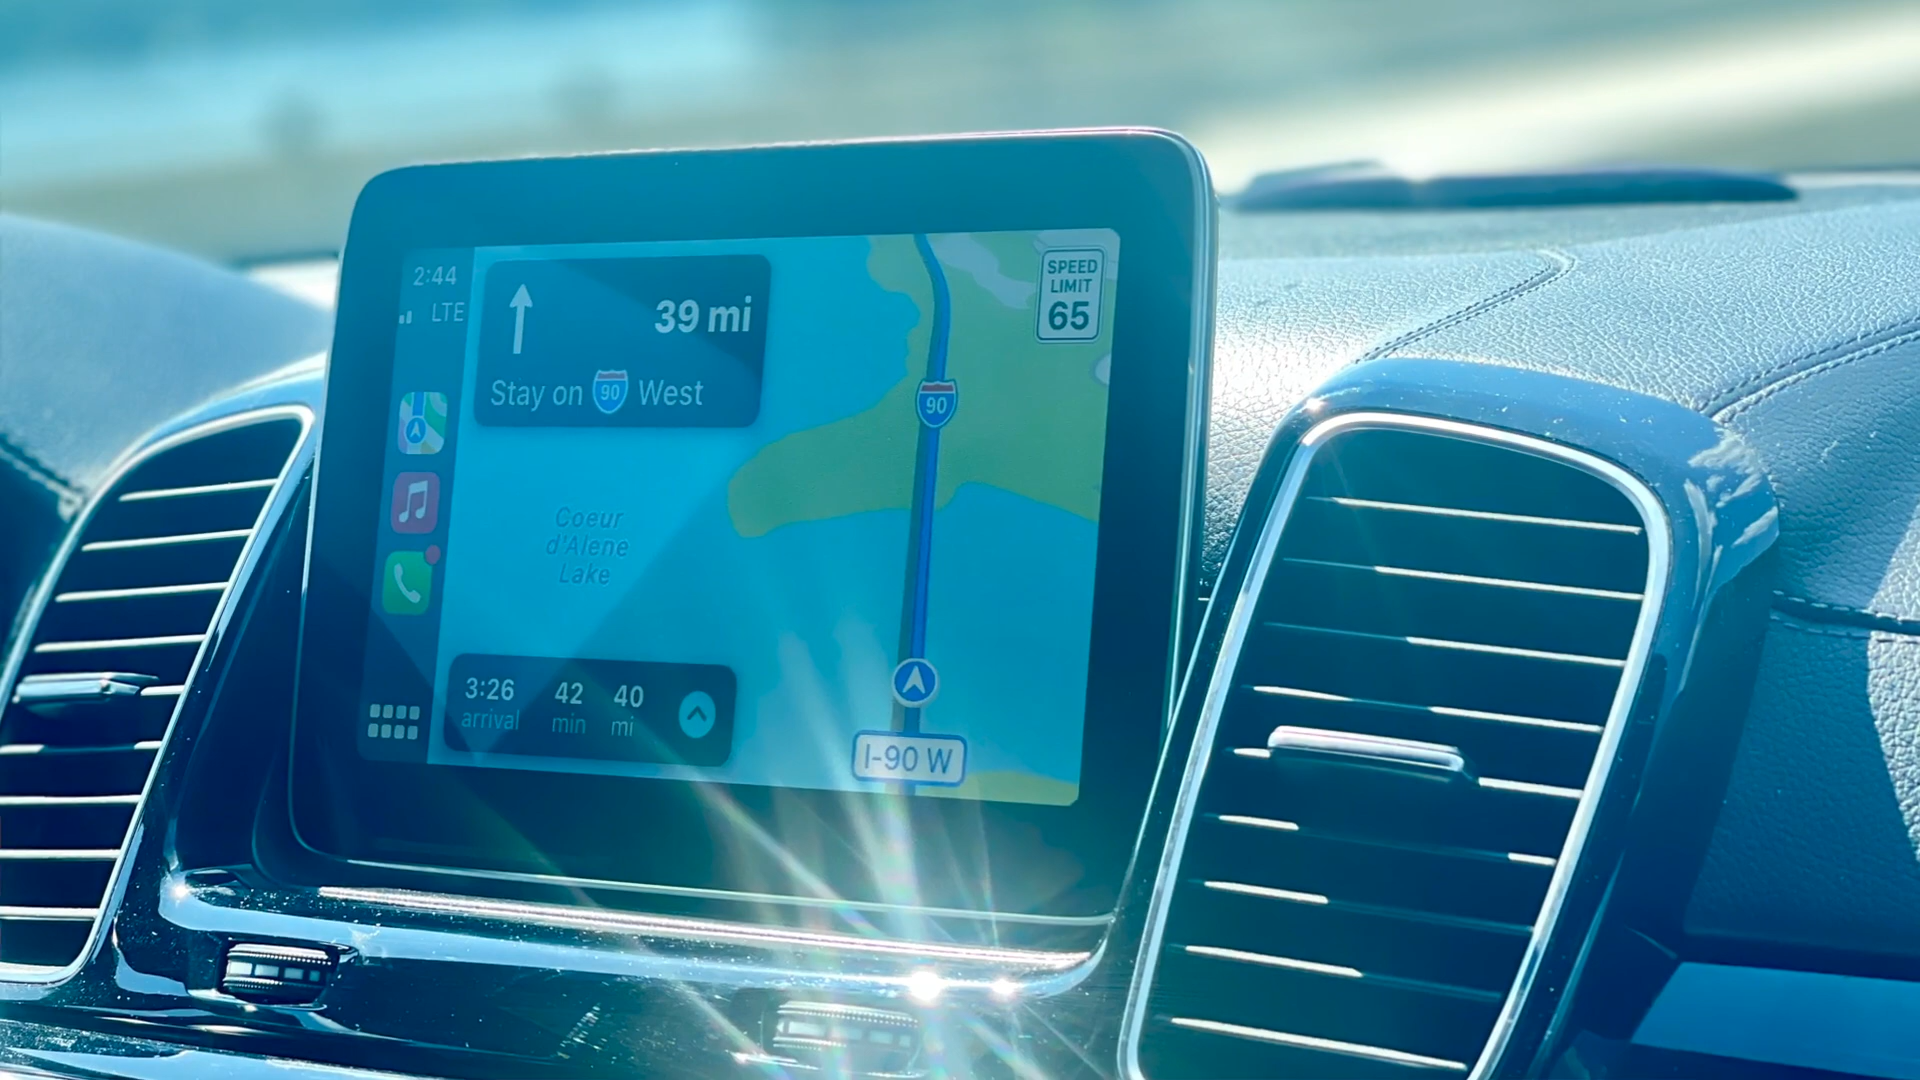 2:44
LTE
39 mi
Stay on 90 West
SPEED
LIMIT
65
90
Coeur
d'Alene
Lake
3:26 42 40
arrival min mi
I-90 W